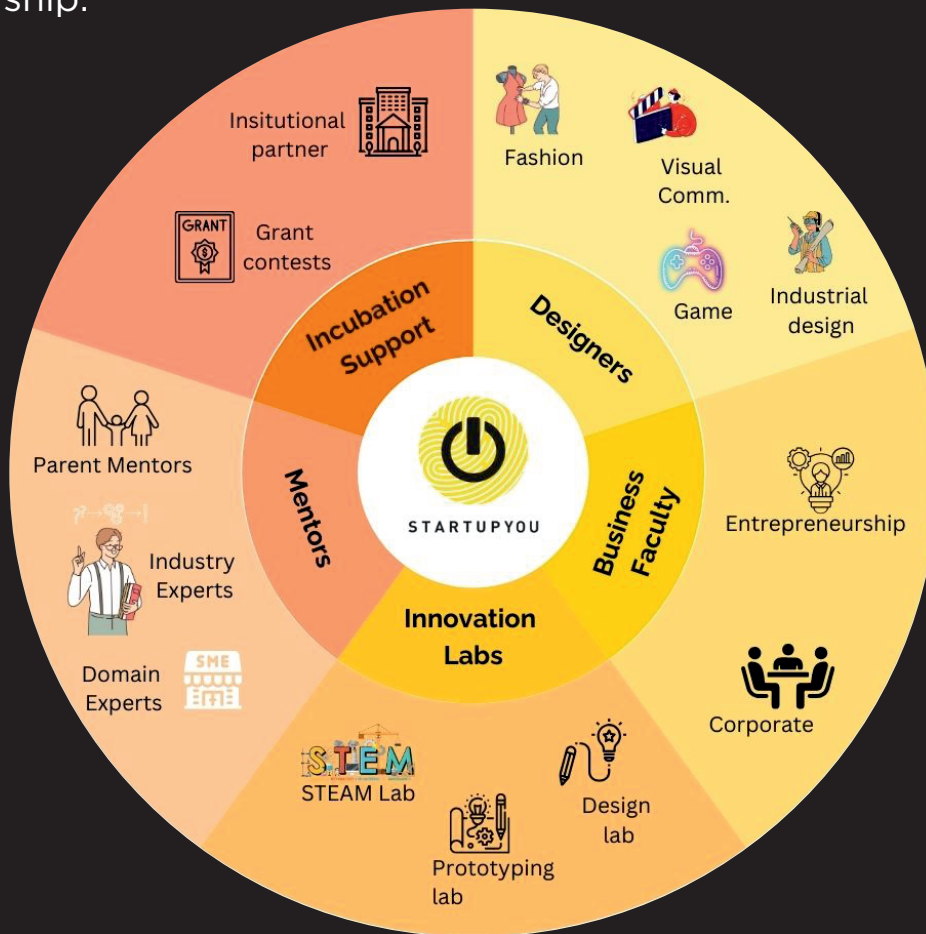 ship.
Insitutional
partner
GRANT
Grant
contests
Incubation
Support
Fashion
Visual
Comm.
Game
Industrial
design
Designers
Business
Faculty
Entrepreneurship
Corporate
Innovation
Labs
STEM
STEAM Lab
Prototyping
lab
Design
lab
Mentors
Parent Mentors
Industry
Experts
SME
Domain
Experts
STARTUPYOU